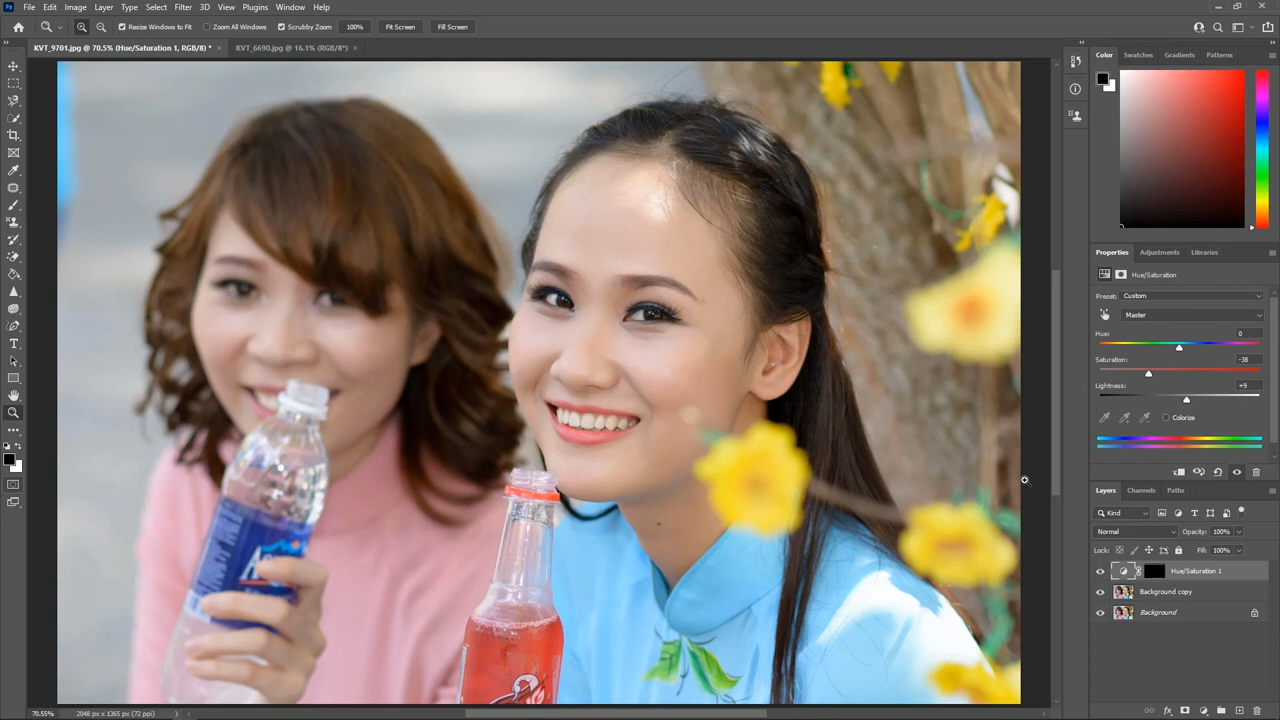 Ps File Edit Image Layer Type Select Filter 3D View Plugins Window Help
Resize Windows to Fit Zoom All Windows Scrubby Zoom 100% Fit Screen Fill Screen
KVT_9701.jpg @ 70.5% (Hue/Saturation 1, RGB/8) * × KVT_6690.jpg @ 16.1% (RGB/8*) ×
Color Swatches Gradients Patterns
Properties Adjustments Libraries
Hue/Saturation
Preset: Custom
Master
Hue: 0
Saturation: -38
Lightness: +9
Colorize
Layers Channels Paths
Kind
Normal Opacity: 100%
Lock: Fill: 100%
Hue/Saturation 1
Background copy
Background
70.55% 2048 px x 1365 px (72 ppi)